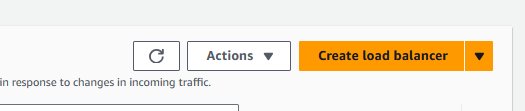 Actions
Create load balancer
in response to changes in incoming traffic.